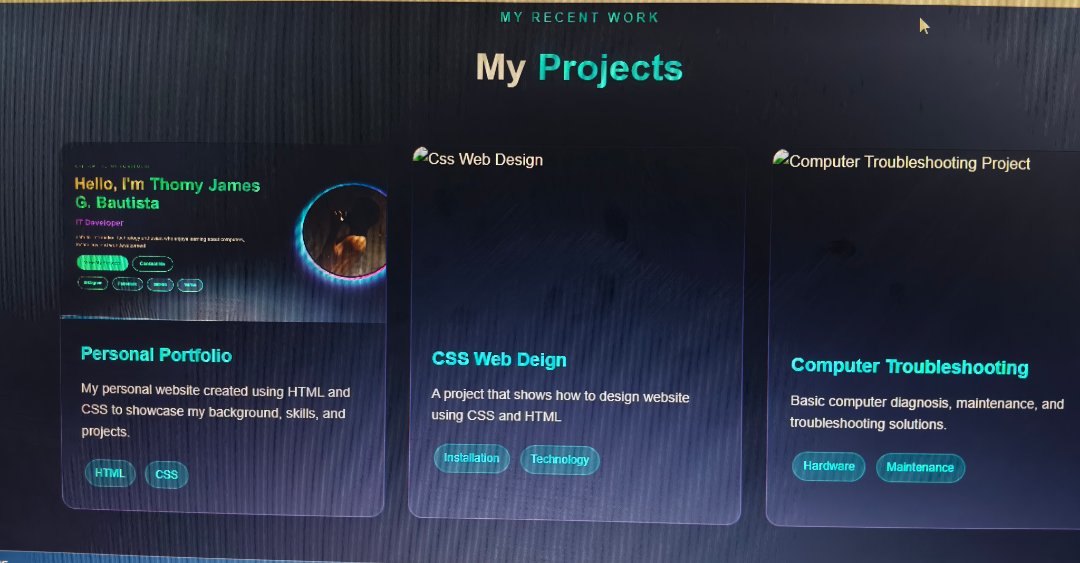 MY RECENT WORK
My Projects
Hello, I'm Thomy James
G. Bautista
IT Developer
Contact Me
Css Web Design
Computer Troubleshooting Project
Personal Portfolio
My personal website created using HTML and
CSS to showcase my background, skills, and
projects.
HTML CSS
CSS Web Deign
A project that shows how to design website
using CSS and HTML
Installation Technology
Computer Troubleshooting
Basic computer diagnosis, maintenance, and
troubleshooting solutions.
Hardware Maintenance